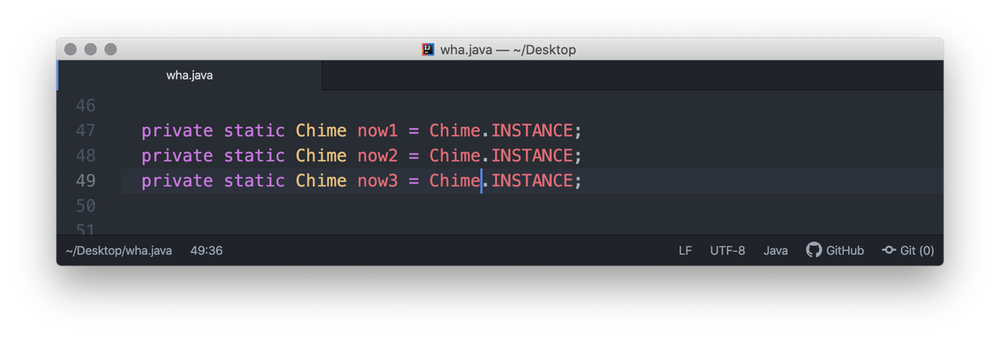 wha.java — ~/Desktop
wha.java
46
47 private static Chime now1 = Chime.INSTANCE;
48 private static Chime now2 = Chime.INSTANCE;
49 private static Chime now3 = Chime.INSTANCE;
50
51
~/Desktop/wha.java 49:36 LF UTF-8 Java GitHub Git (0)